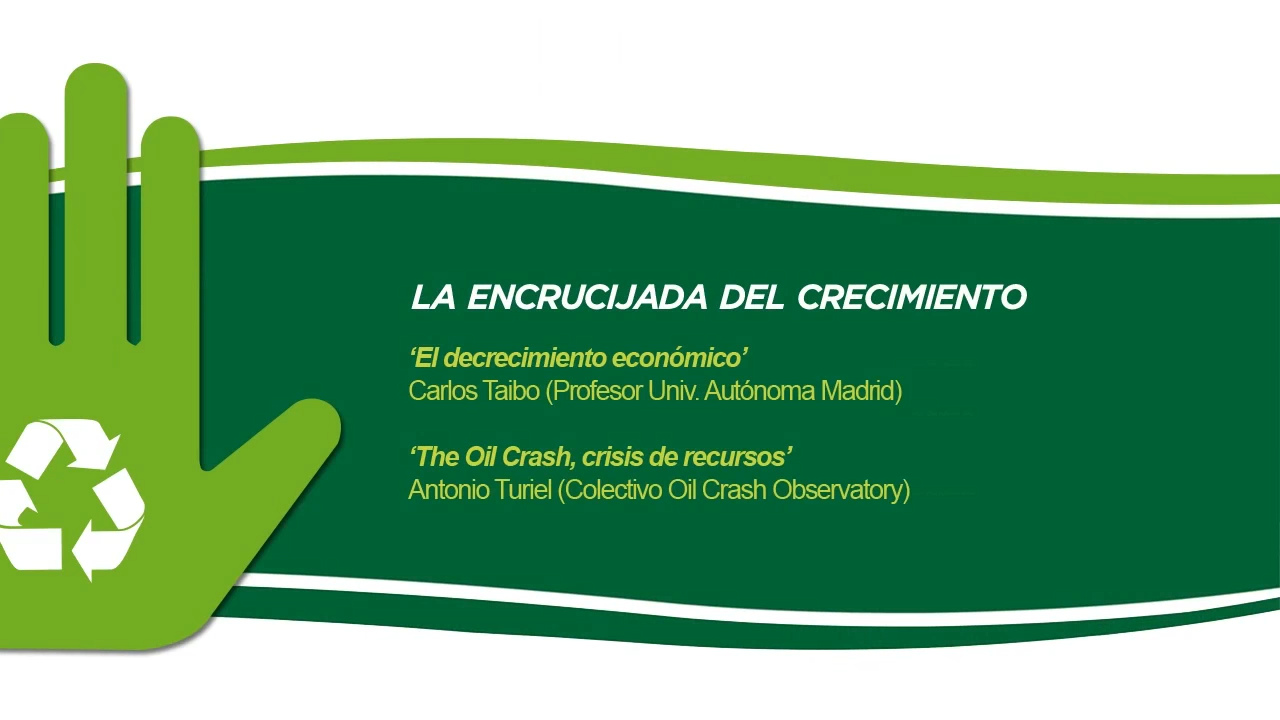 LA ENCRUCIJADA DEL CRECIMIENTO
‘El decrecimiento económico’
Carlos Taibo (Profesor Univ. Autónoma Madrid)
‘The Oil Crash, crisis de recursos’
Antonio Turiel (Colectivo Oil Crash Observatory)